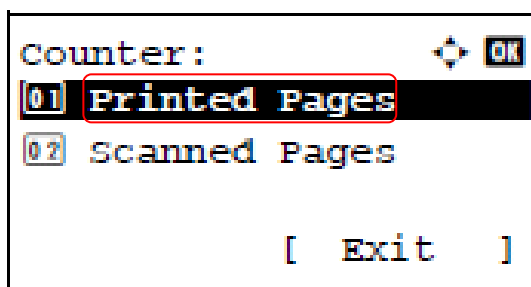 Counter: OK
01 Printed Pages
02 Scanned Pages
[ Exit ]